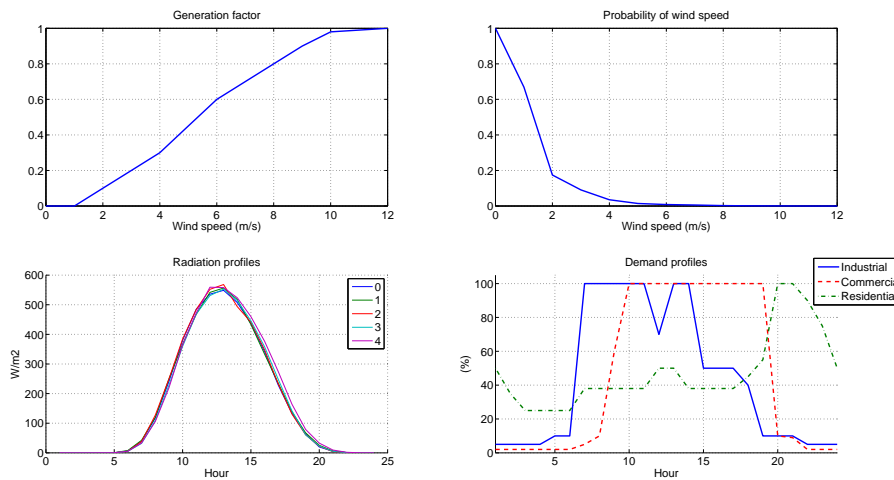 Generation factor
1
0.8
0.6
0.4
0.2
0
0 2 4 6 8 10 12
Wind speed (m/s)
Probability of wind speed
1
0.8
0.6
0.4
0.2
0
0 2 4 6 8 10 12
Wind speed (m/s)
Radiation profiles
W/m2
600
500
400
300
200
100
0
0 5 10 15 20 25
Hour
0
1
2
3
4
Demand profiles
(%)
100
80
60
40
20
0
5 10 15 20
Hour
Industrial
Commercia
Residentia